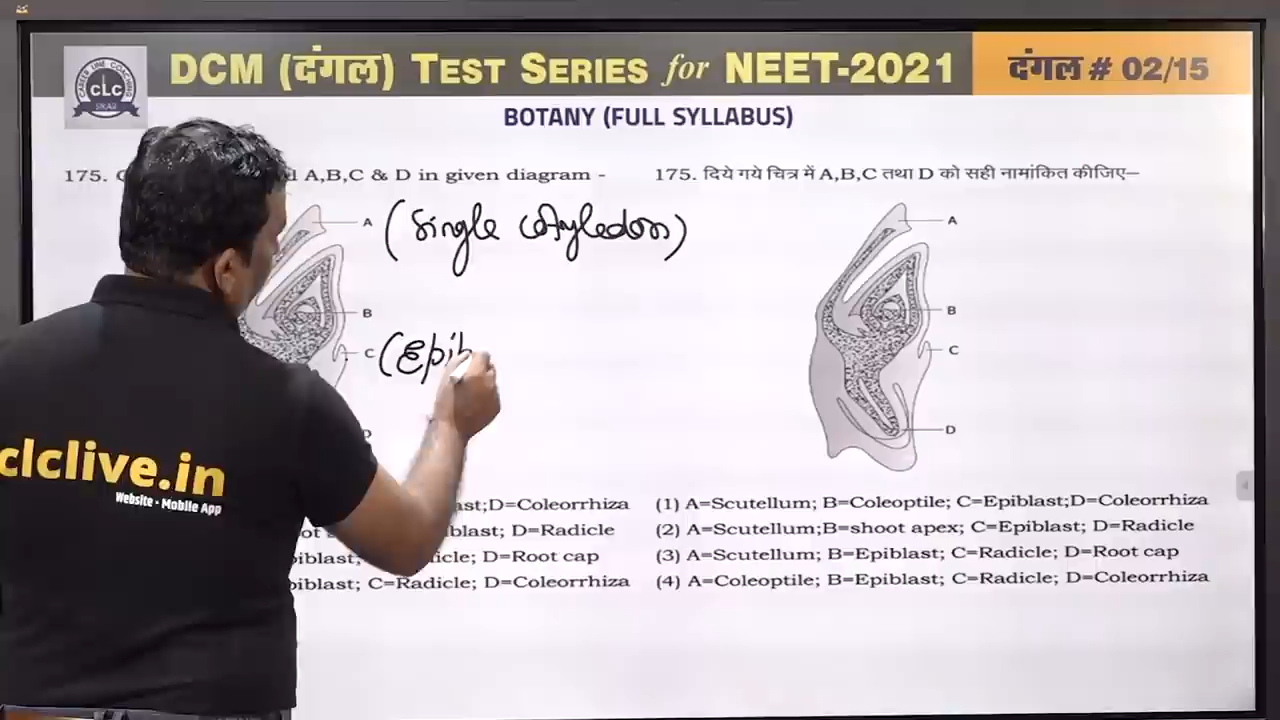 DCM (दंगल) TEST SERIES for NEET-2021
दंगल # 02/15
CLC
SIKAR
BOTANY (FULL SYLLABUS)
175.
A,B,C & D in given diagram -
A
(Single Cotyledon)
B
C
(Epib
D
ast;D=Coleorrhiza
blast; D=Radicle
piblast; icle; D=Root cap
piblast; C=Radicle; D=Coleorrhiza
175. दिये गये चित्र में A,B,C तथा D को सही नामांकित कीजिए–
A
B
C
D
(1) A=Scutellum; B=Coleoptile; C=Epiblast;D=Coleorrhiza
(2) A=Scutellum;B=shoot apex; C=Epiblast; D=Radicle
(3) A=Scutellum; B=Epiblast; C=Radicle; D=Root cap
(4) A=Coleoptile; B=Epiblast; C=Radicle; D=Coleorrhiza
clclive.in
Website • Mobile App